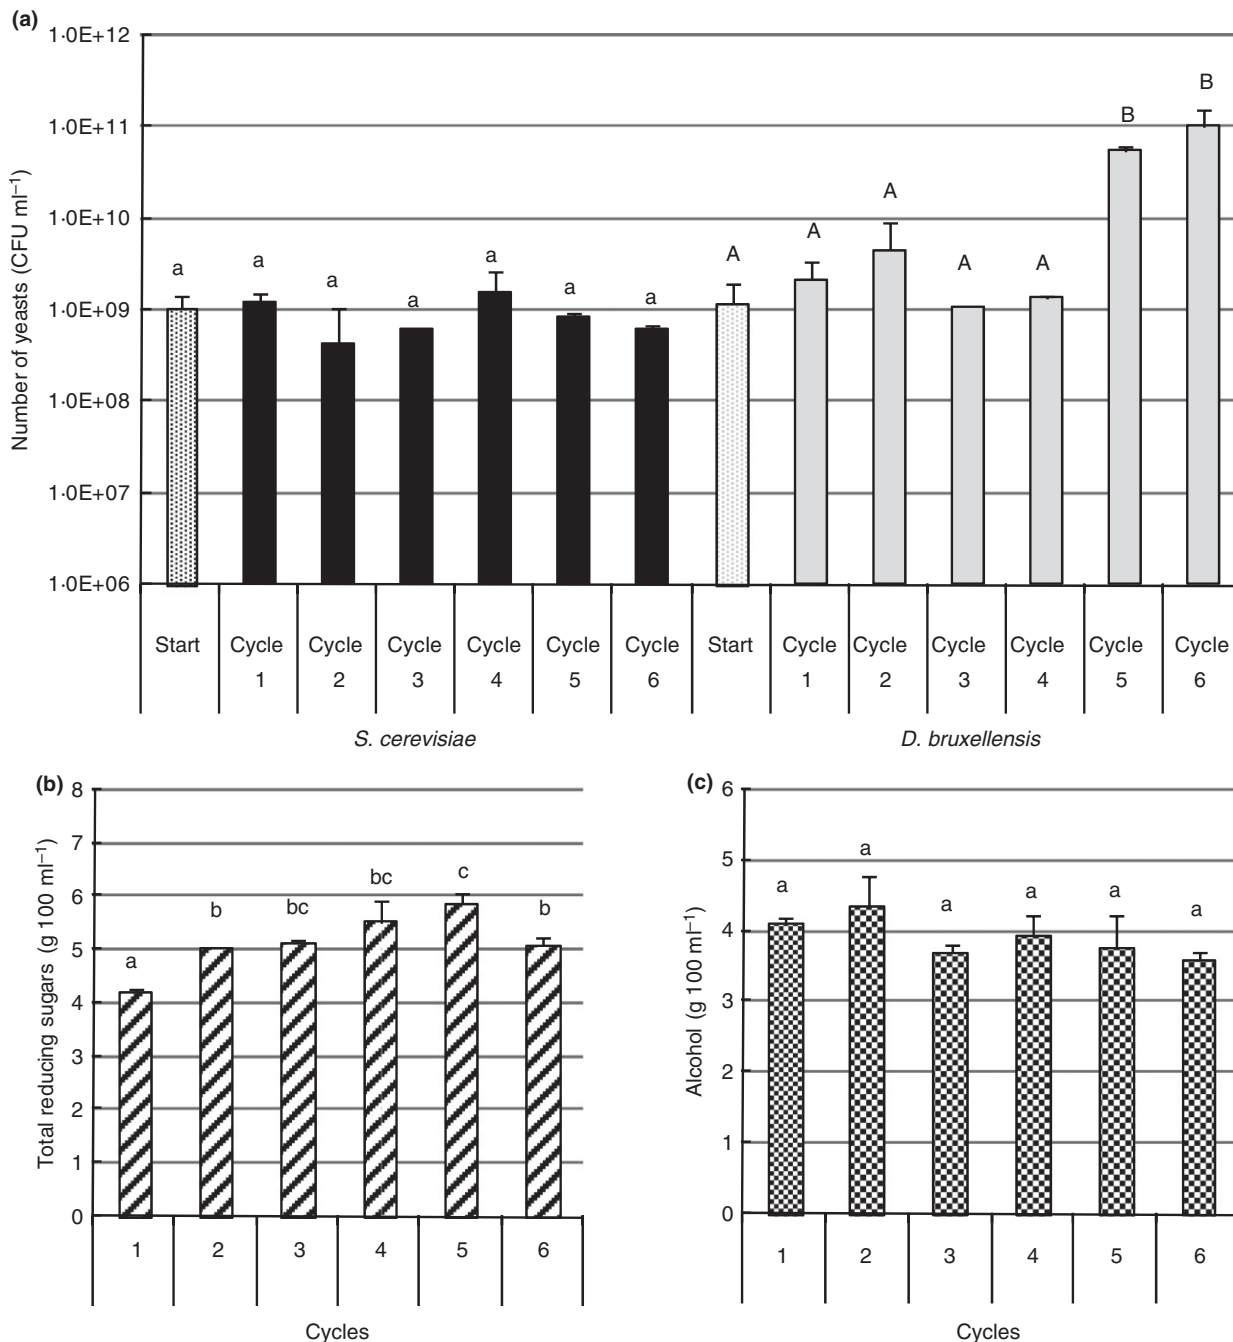 (a)
Number of yeasts (CFU ml−1)
1·0E+12
1·0E+11
1·0E+10
1·0E+09
1·0E+08
1·0E+07
1·0E+06
a a a a a a a A A A A A B B
Start Cycle 1 Cycle 2 Cycle 3 Cycle 4 Cycle 5 Cycle 6 Start Cycle 1 Cycle 2 Cycle 3 Cycle 4 Cycle 5 Cycle 6
S. cerevisiae D. bruxellensis
(b)
Total reducing sugars (g 100 ml−1)
8
7
6
5
4
3
2
1
0
a b bc bc c b
1 2 3 4 5 6
Cycles
(c)
Alcohol (g 100 ml−1)
6
5
4
3
2
1
0
a a a a a a
1 2 3 4 5 6
Cycles